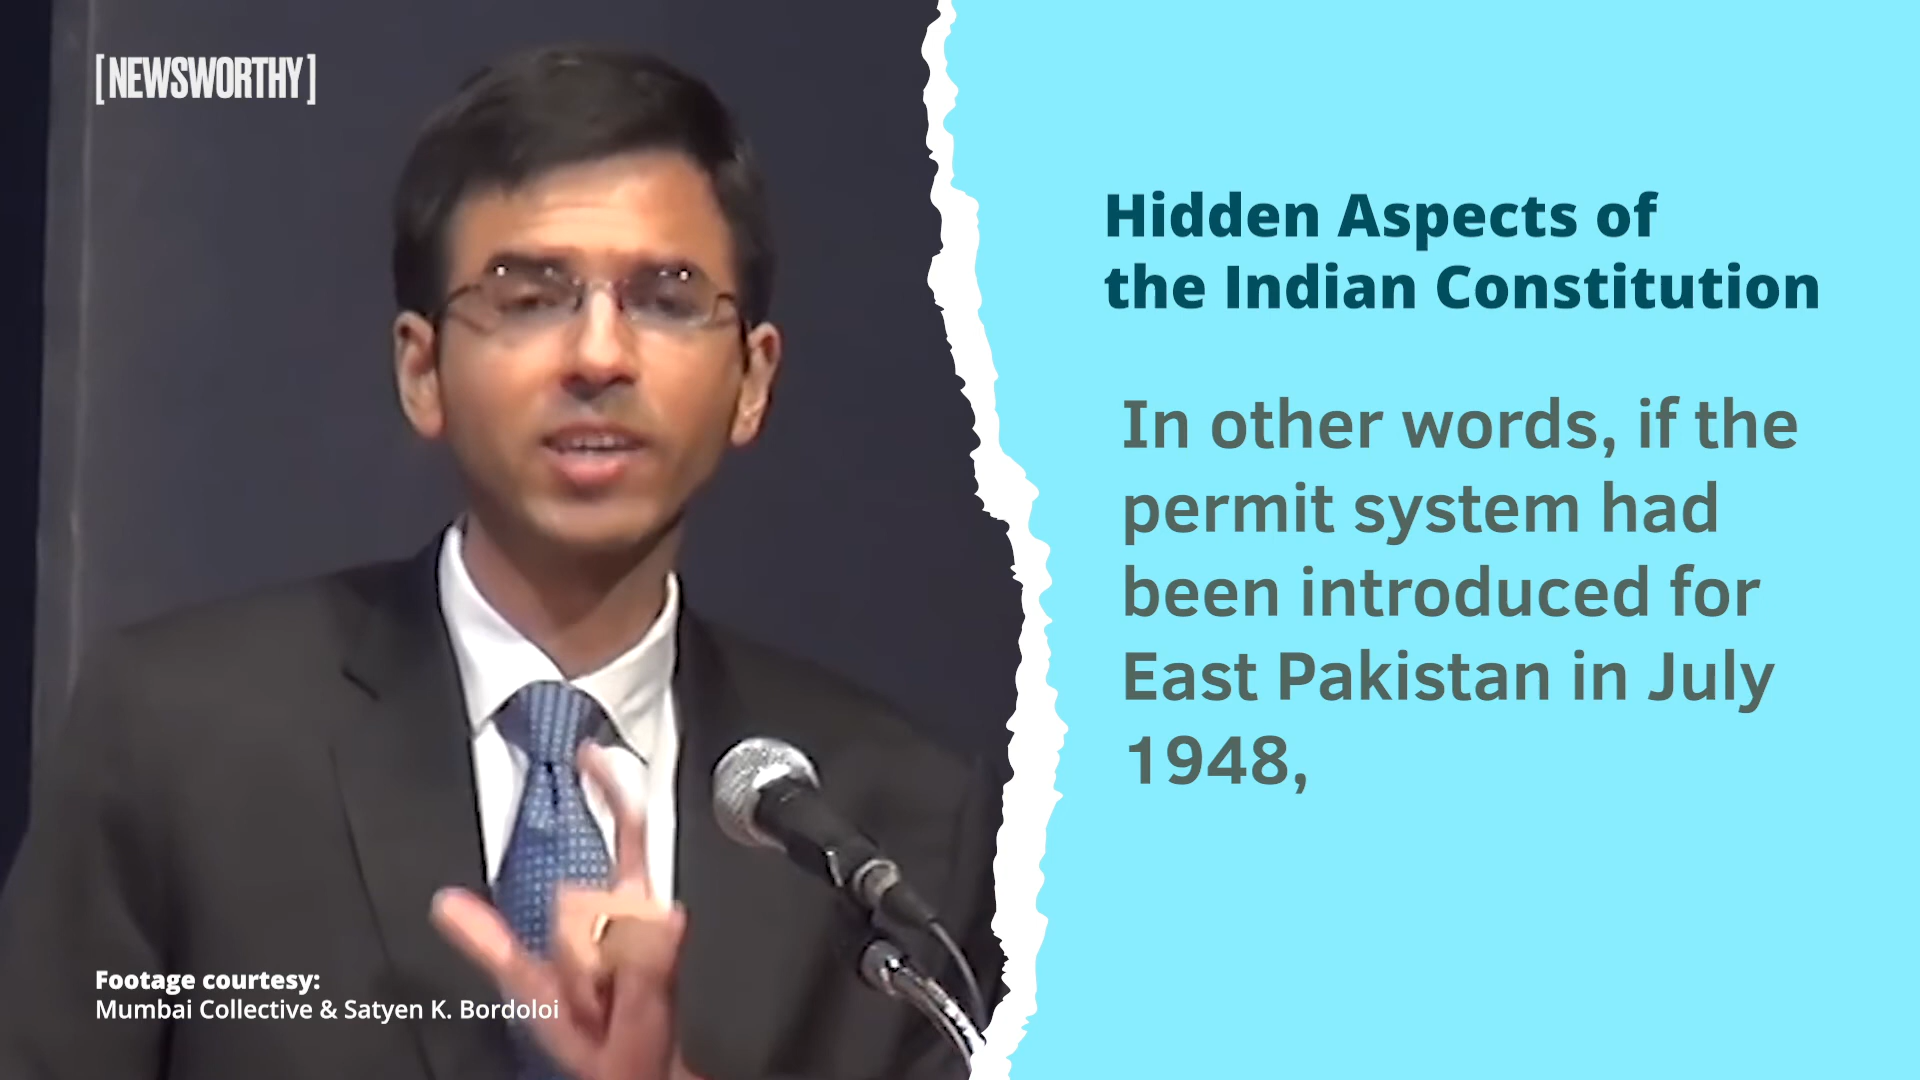 [NEWSWORTHY]
Hidden Aspects of
the Indian Constitution
In other words, if the
permit system had
been introduced for
East Pakistan in July
1948,
Footage courtesy:
Mumbai Collective & Satyen K. Bordoloi